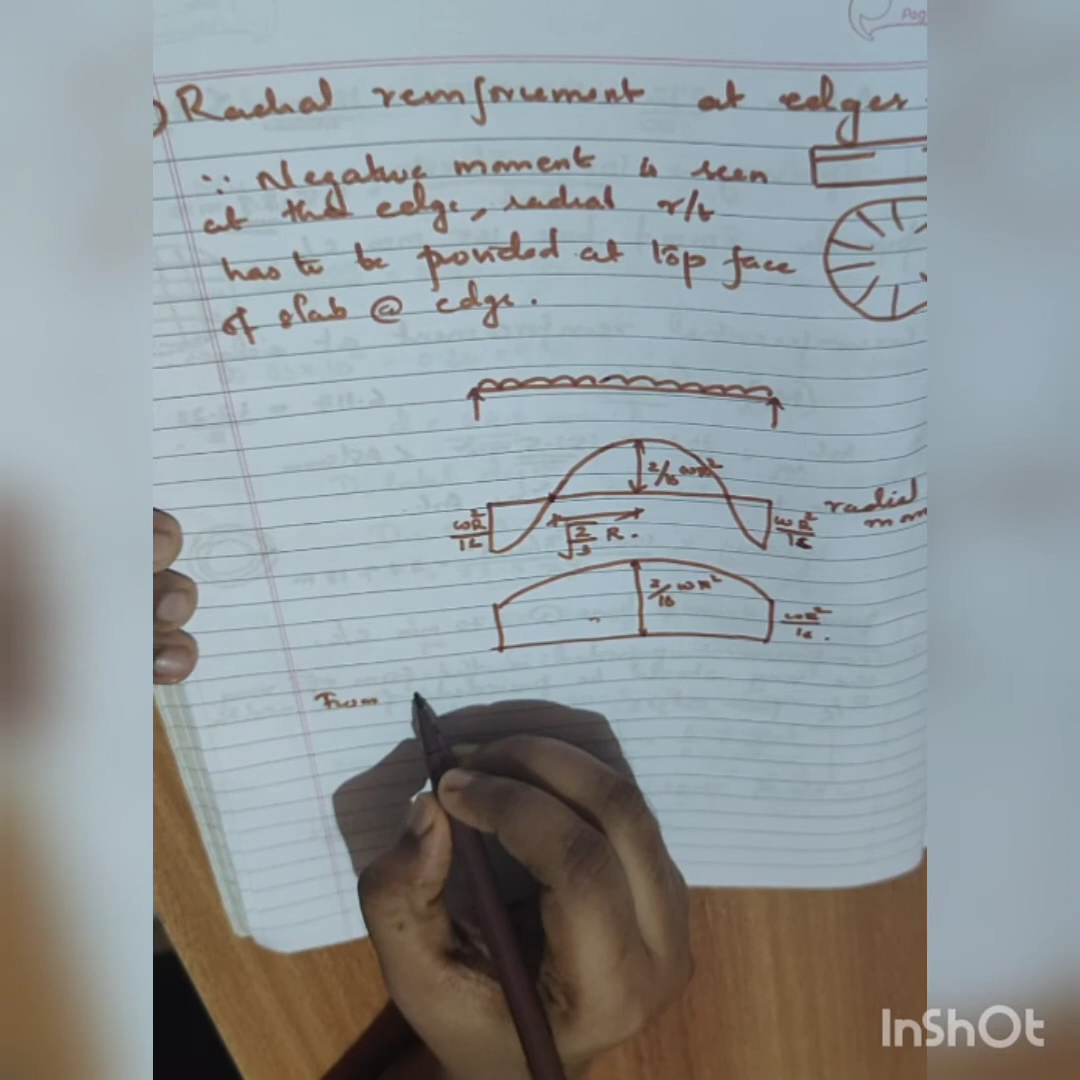 ) Radial reinforcement at edges
∴ Negative moment is seen
at the edge, radial r/t
has to be provided at top face
of slab @ edge.
2/16 wR²
wR²/16
√2/3 R.
wR²/16
radial
mom
3/16 wR²
wR²/16.
From
InShOt